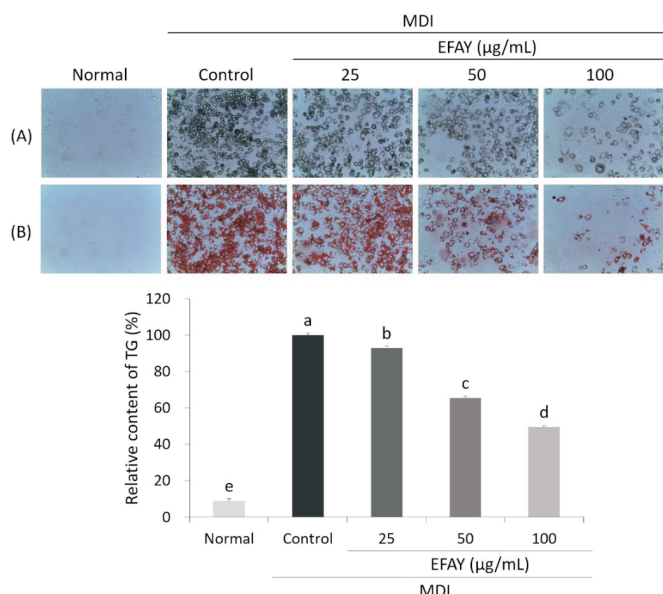 MDI
EFAY (µg/mL)
Normal Control 25 50 100
(A)
(B)
Relative content of TG (%)
120
100
80
60
40
20
0
a
b
c
d
e
Normal Control 25 50 100
EFAY (µg/mL)
MDI